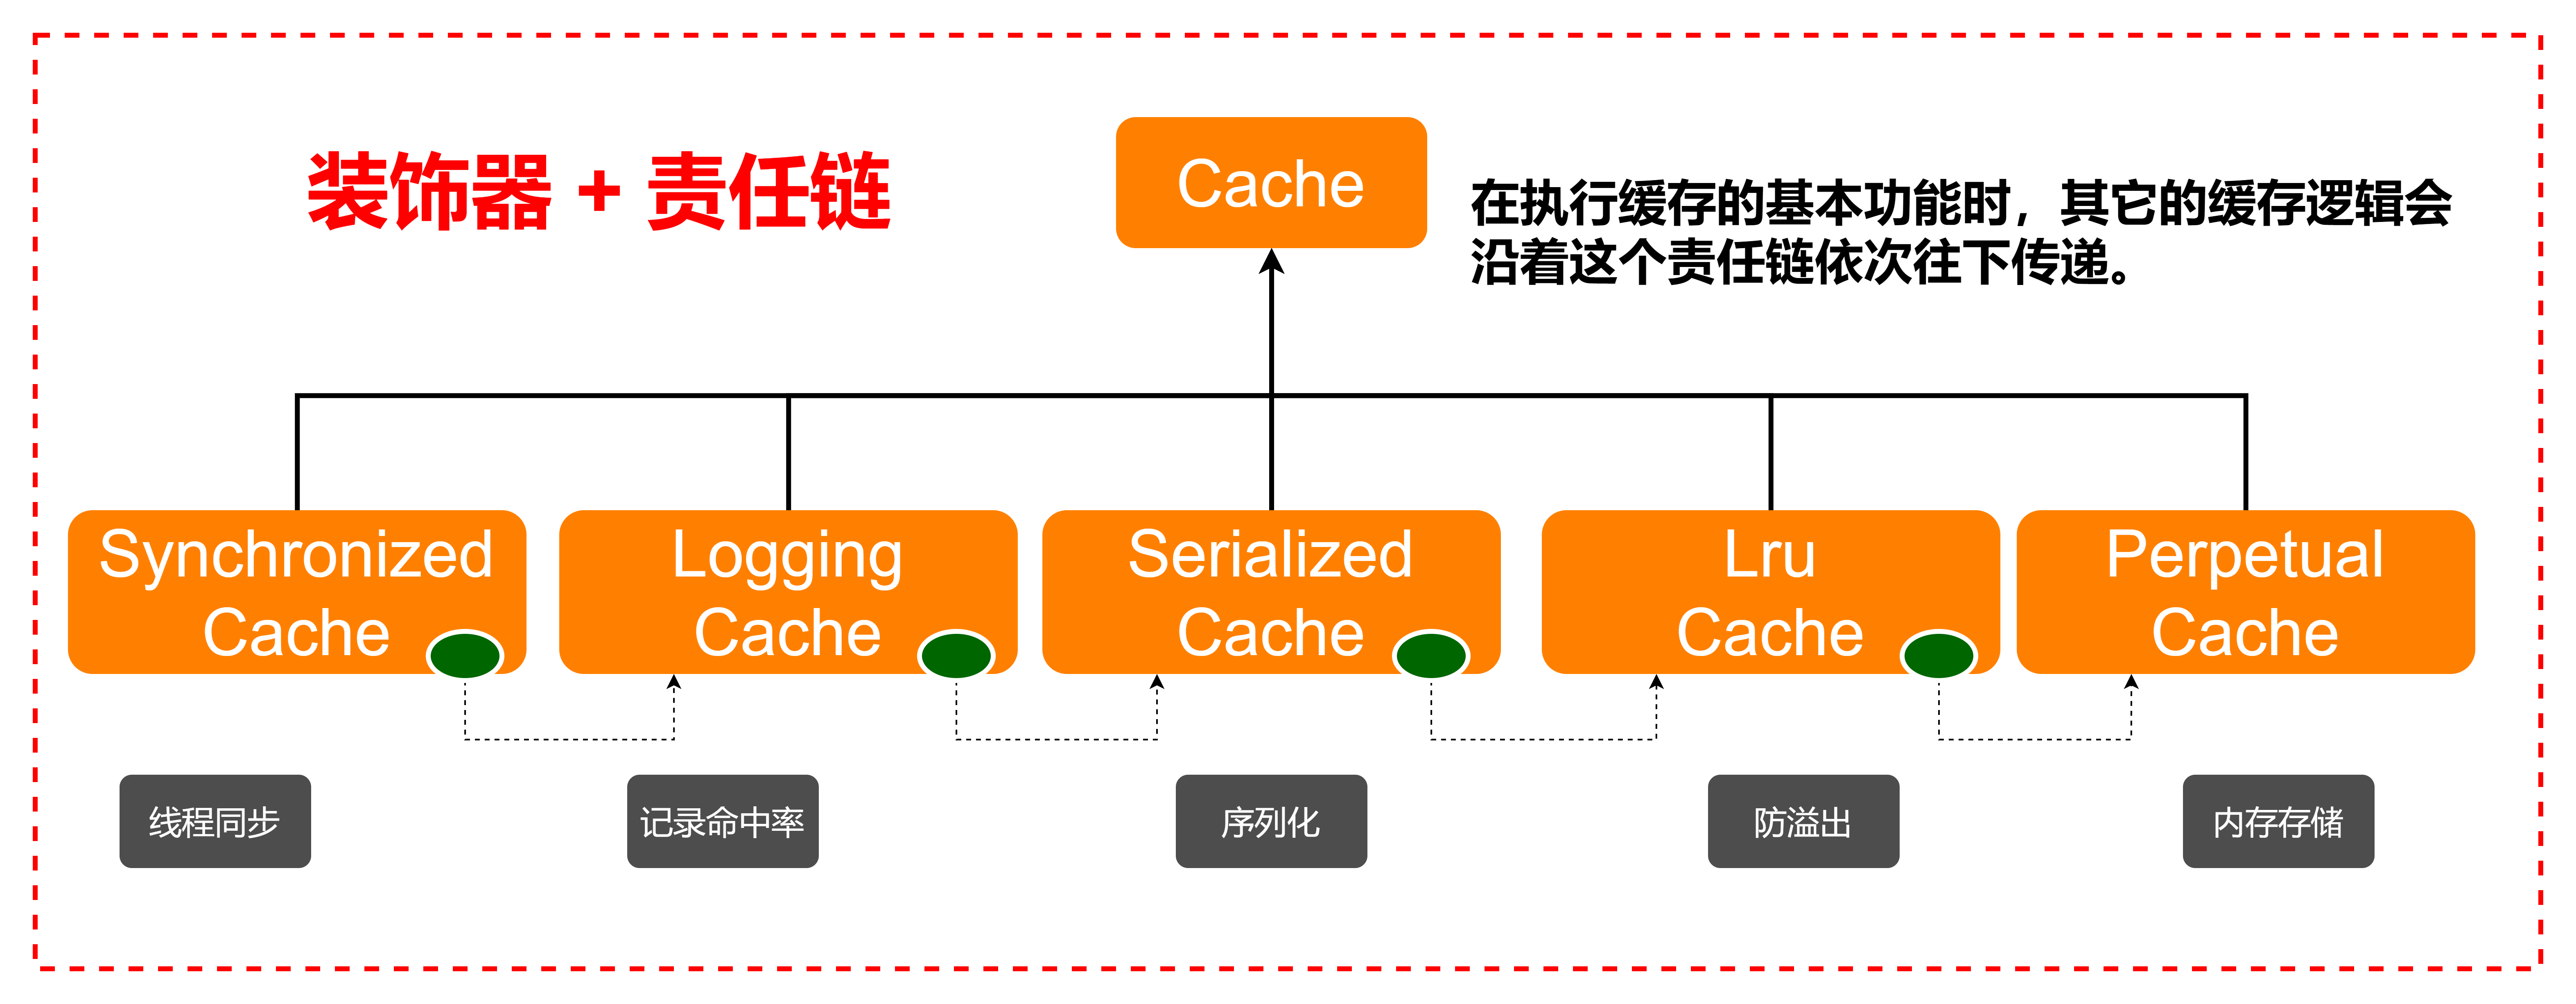 装饰器 + 责任链
Cache
在执行缓存的基本功能时，其它的缓存逻辑会
沿着这个责任链依次往下传递。
Synchronized
Cache
Logging
Cache
Serialized
Cache
Lru
Cache
Perpetual
Cache
线程同步
记录命中率
序列化
防溢出
内存存储